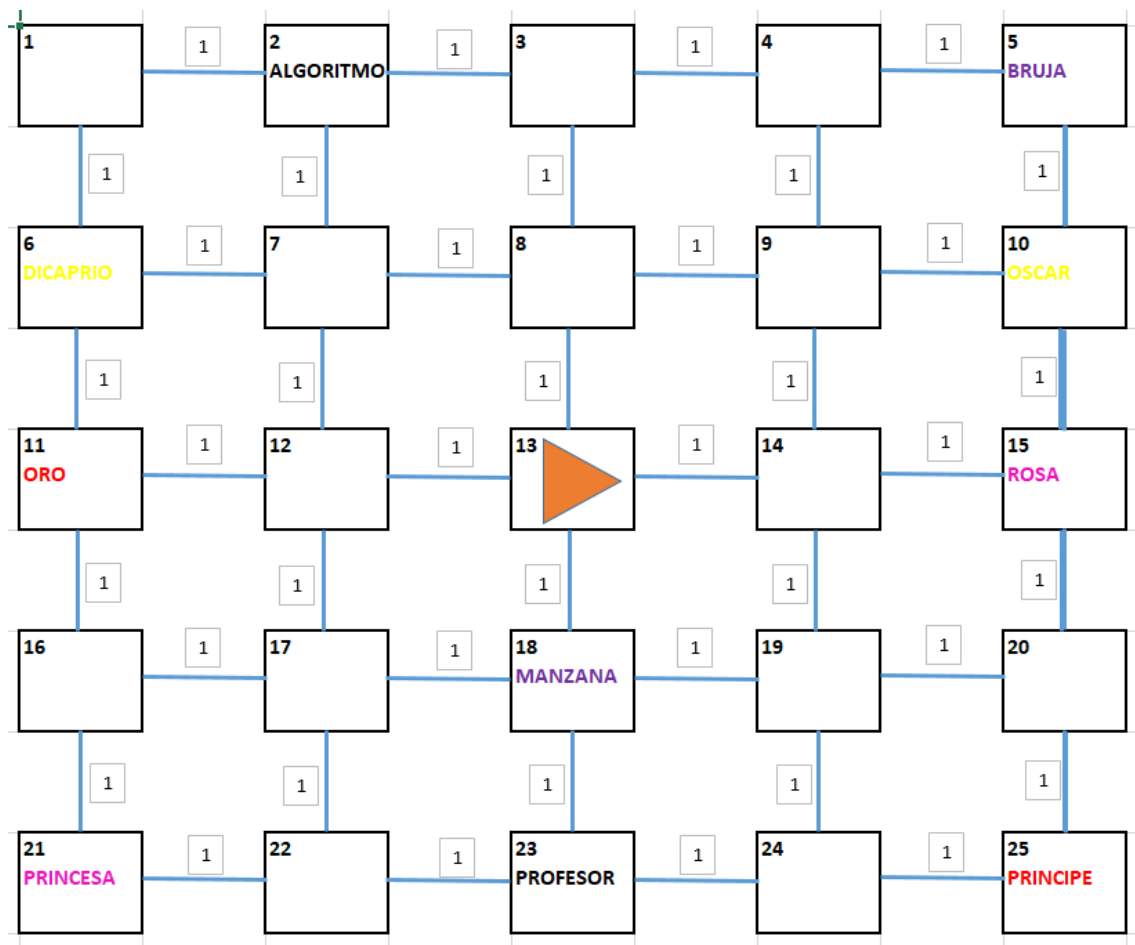 1 1 2 1 3 1 4 1 5
ALGORITMO BRUJA
1 1 1 1 1
6 1 7 1 8 1 9 1 10
DICAPRIO OSCAR
1 1 1 1 1
11 1 12 1 13 1 14 1 15
ORO ROSA
1 1 1 1 1
16 1 17 1 18 1 19 1 20
MANZANA
1 1 1 1 1
21 1 22 1 23 1 24 1 25
PRINCESA PROFESOR PRINCIPE